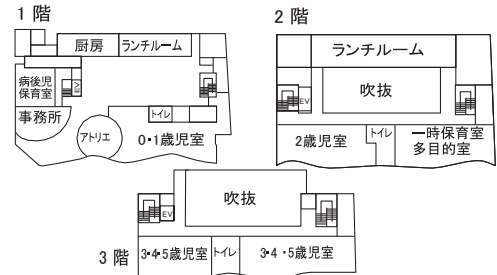 1階
厨房 ランチルーム
病後児
保育室
EV
事務所
アトリエ
トイレ
0・1歳児室
2階
ランチルーム
吹抜
EV
2歳児室
トイレ
一時保育室
多目的室
吹抜
EV
3階
3・4・5歳児室 トイレ 3・4・5歳児室